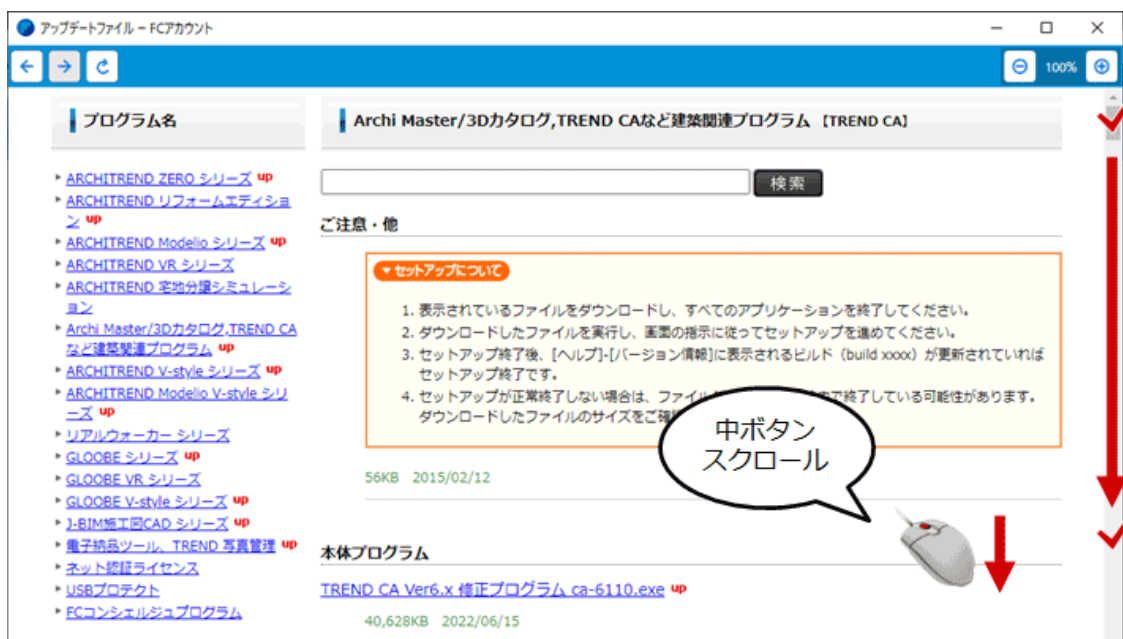 アップデートファイル − FCアカウント
100%
プログラム名
ARCHITREND ZERO シリーズ up
ARCHITREND リフォームエディショ
ン up
ARCHITREND Modelio シリーズ up
ARCHITREND VR シリーズ
ARCHITREND 宅地分譲シミュレーシ
ョン
Archi Master/3Dカタログ,TREND CA
など建築関連プログラム up
ARCHITREND V-style シリーズ up
ARCHITREND Modelio V-style シリ
ーズ up
リアルウォーカー シリーズ
GLOOBE シリーズ up
GLOOBE VR シリーズ
GLOOBE V-style シリーズ up
J-BIM施工図CAD シリーズ up
電子納品ツール、TREND 写真管理 up
ネット認証ライセンス
USBプロテクト
FCコンシェルジュプログラム
Archi Master/3Dカタログ,TREND CAなど建築関連プログラム 【TREND CA】
検索
ご注意・他
セットアップについて
1. 表示されているファイルをダウンロードし、すべてのアプリケーションを終了してください。
2. ダウンロードしたファイルを実行し、画面の指示に従ってセットアップを進めてください。
3. セットアップ終了後、[ヘルプ]-[バージョン情報]に表示されるビルド（build xxxx）が更新されていれば
セットアップ終了です。
4. セットアップが正常終了しない場合は、ファイル で終了している可能性があります。
ダウンロードしたファイルのサイズをご確
中ボタン
スクロール
56KB 2015/02/12
本体プログラム
TREND CA Ver6.x 修正プログラム ca-6110.exe up
40,628KB 2022/06/15